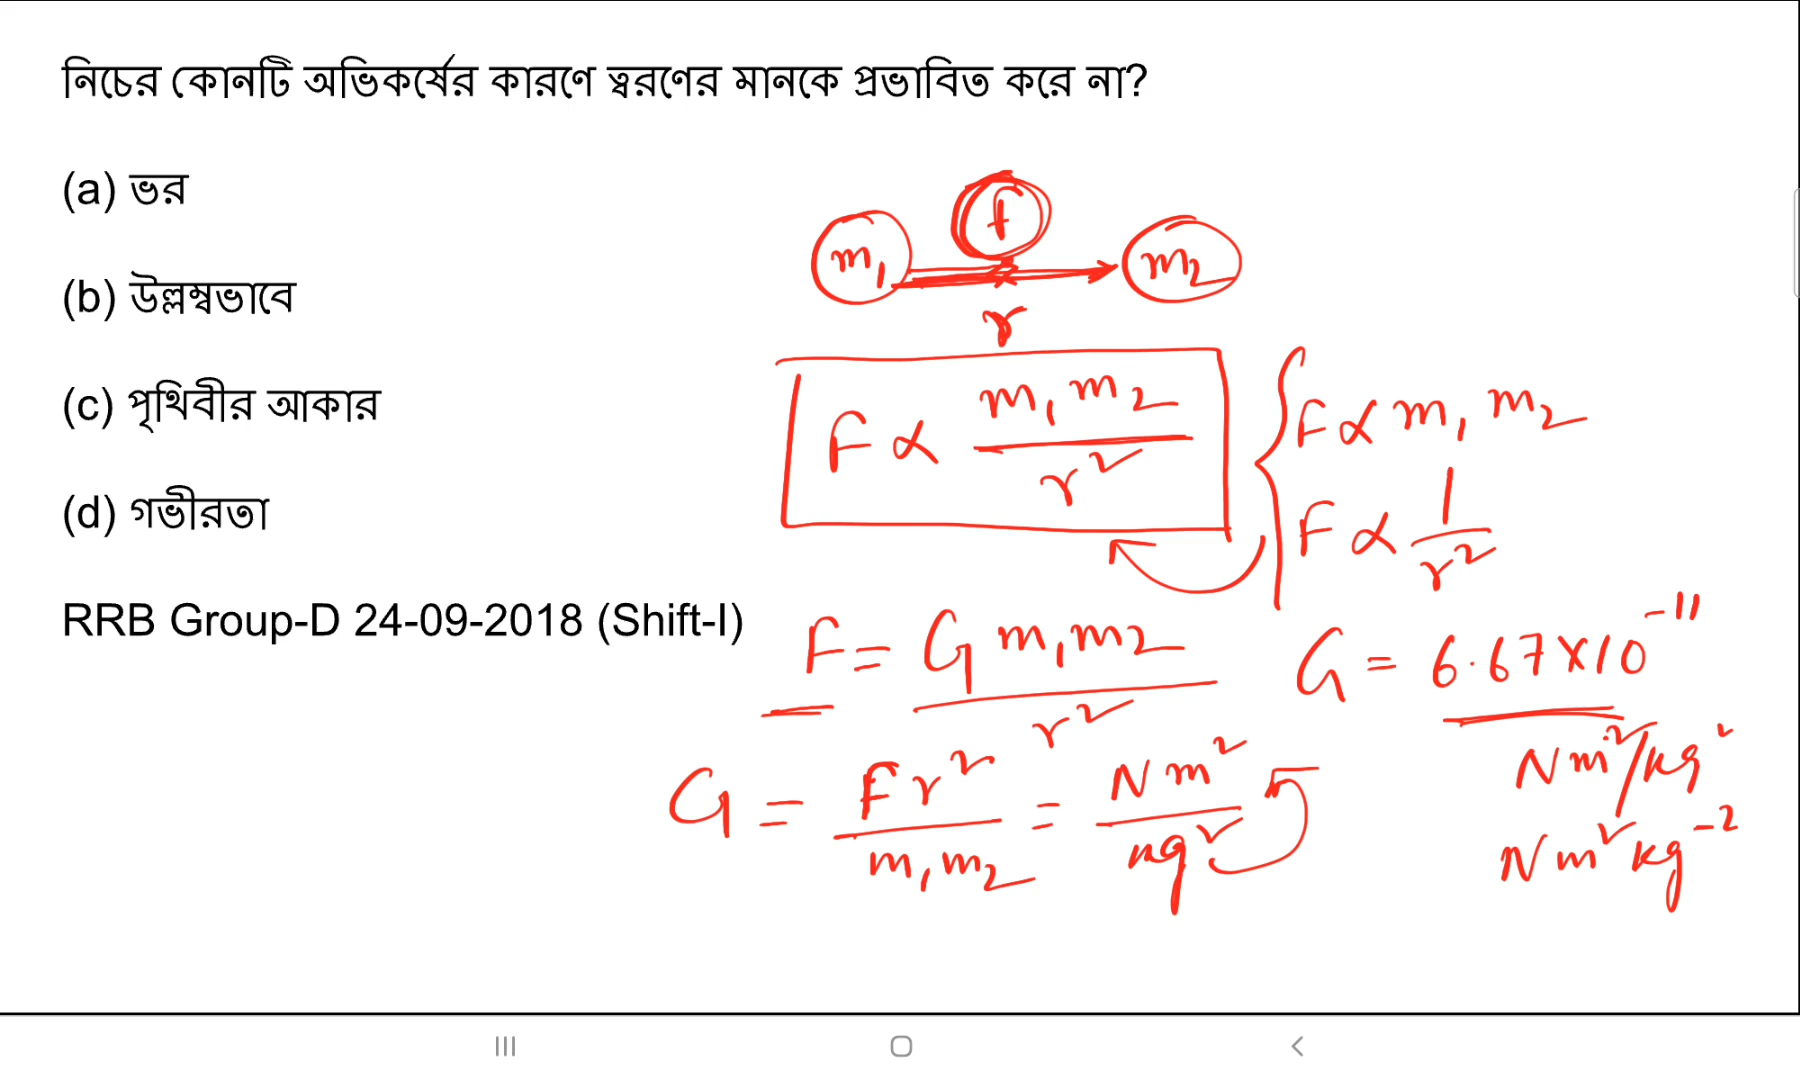 নিচের কোনটি অভিকর্ষের কারণে ত্বরণের মানকে প্রভাবিত করে না?
(a) ভর
(b) উল্লম্বভাবে
(c) পৃথিবীর আকার
(d) গভীরতা
RRB Group-D 24-09-2018 (Shift-I)
m₁ f m₂
r
F ∝ m₁m₂ / r²
F ∝ m₁ m₂
F ∝ 1 / r²
F = G m₁m₂ / r²
G = 6.67×10⁻¹¹
Nm²/kg²
Nm²kg⁻²
G = Fr² / m₁m₂ = Nm² / kg²